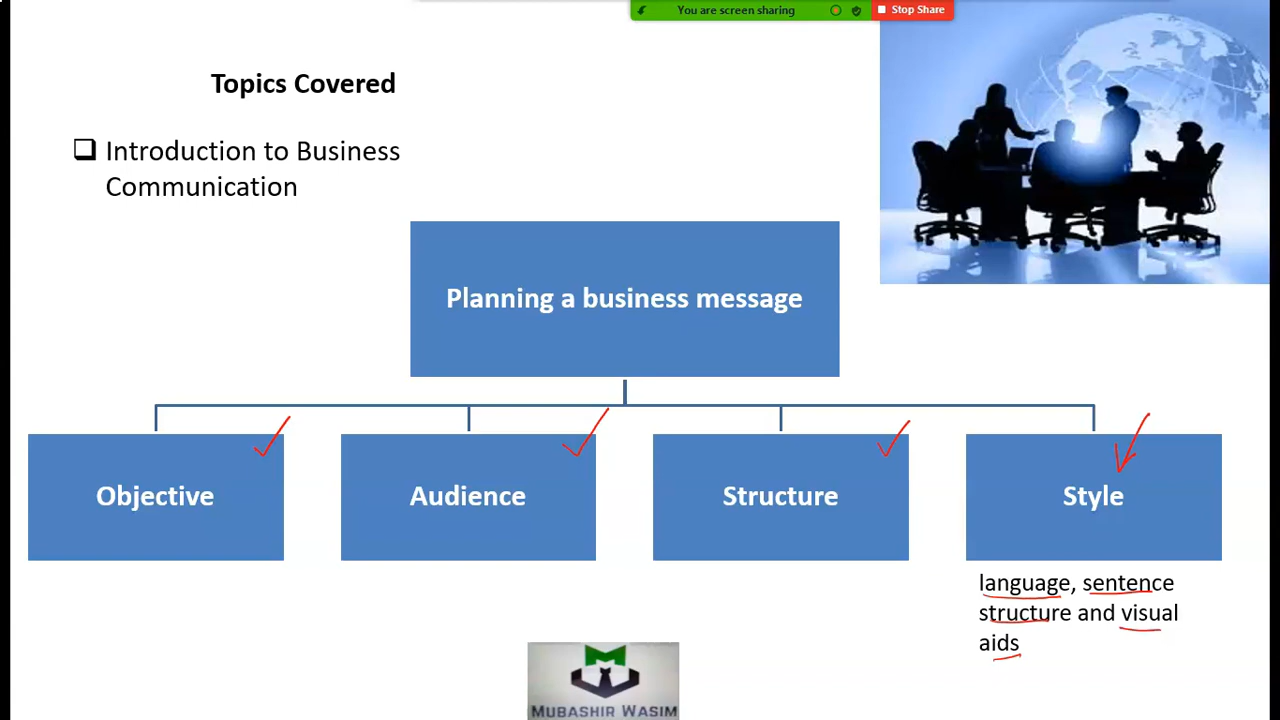 You are screen sharing
Stop Share
Topics Covered
Introduction to Business
Communication
Planning a business message
Objective
Audience
Structure
Style
language, sentence
structure and visual
aids
MUBASHIR WASIM